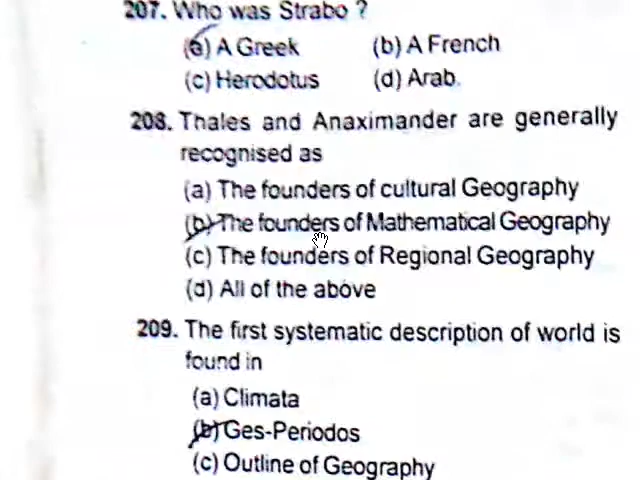 207. Who was Strabo ?
(a) A Greek (b) A French
(c) Herodotus (d) Arab.
208. Thales and Anaximander are generally
recognised as
(a) The founders of cultural Geography
(b) The founders of Mathematical Geography
(c) The founders of Regional Geography
(d) All of the above
209. The first systematic description of world is
found in
(a) Climata
(b) Ges-Periodos
(c) Outline of Geography